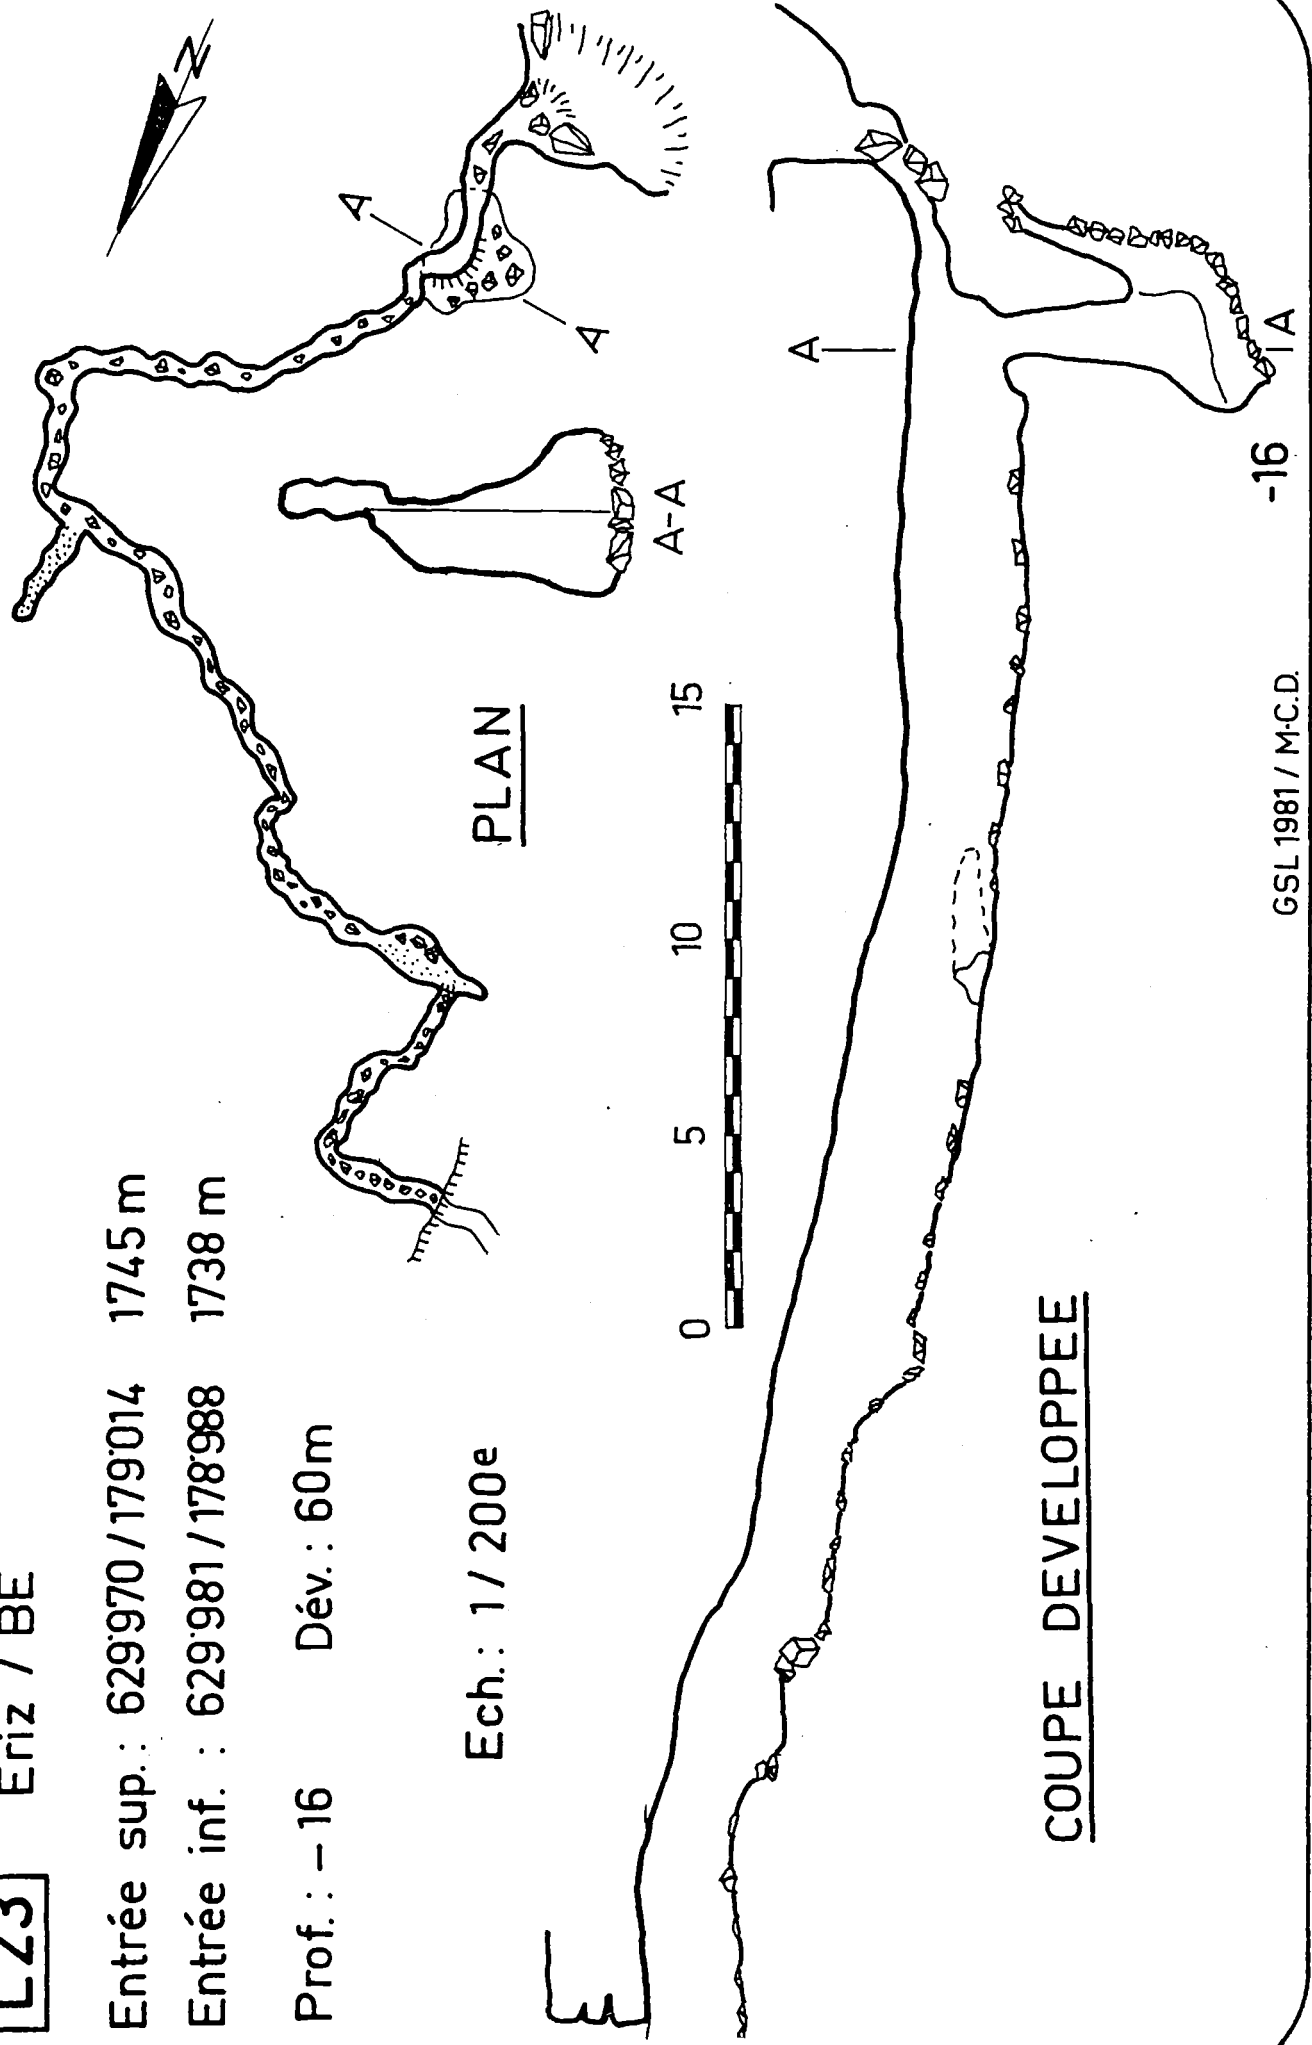 L23 Eriz / BE
Entrée sup. : 629'970 / 179'014 1745 m
Entrée inf. : 629'981 / 178'988 1738 m
Prof. : -16 Dév. : 60m
Ech. : 1 / 200e
N
A
A
A-A
PLAN
0 5 10 15
A
A
-16
COUPE DEVELOPPEE
GSL 1981 / M.C.D.